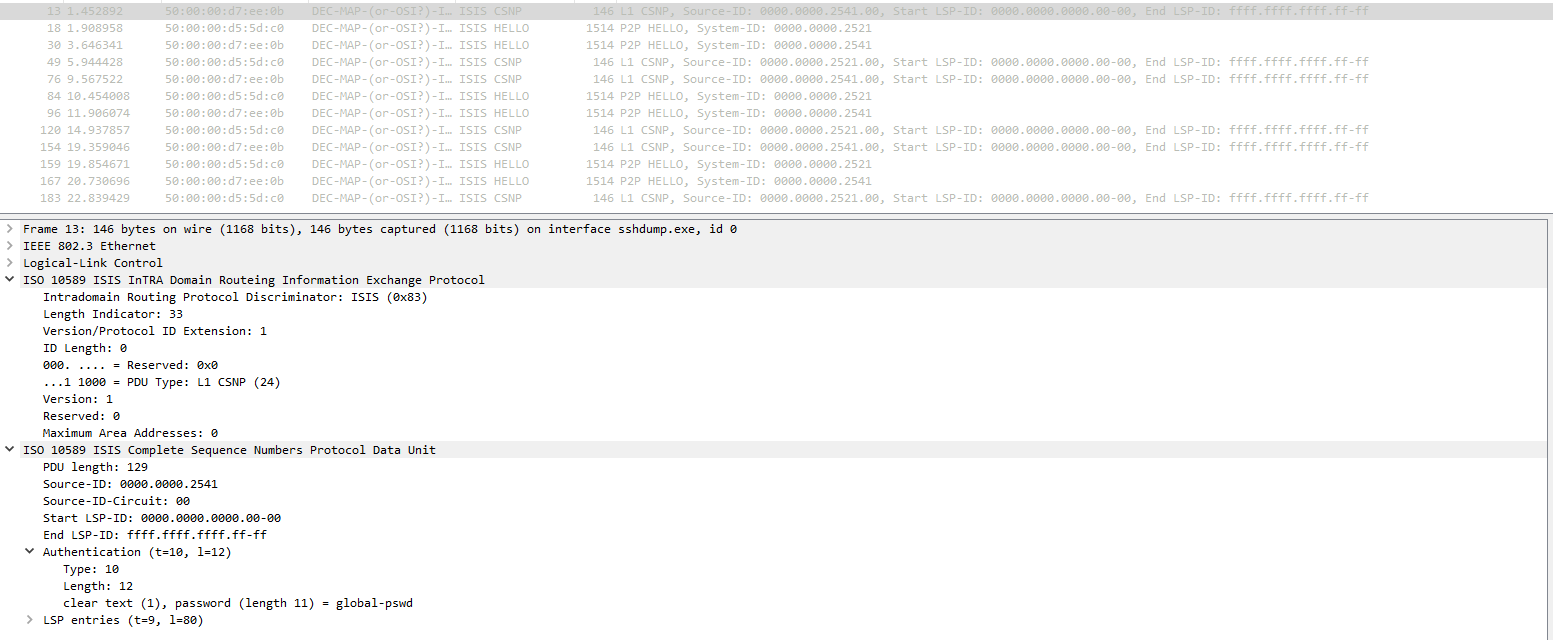 13 1.452892 50:00:00:d7:ee:0b DEC-MAP-(or-OSI?)-I… ISIS CSNP 146 L1 CSNP, Source-ID: 0000.0000.2541.00, Start LSP-ID: 0000.0000.0000.00-00, End LSP-ID: ffff.ffff.ffff.ff-ff
18 1.908958 50:00:00:d5:5d:c0 DEC-MAP-(or-OSI?)-I… ISIS HELLO 1514 P2P HELLO, System-ID: 0000.0000.2521
30 3.646341 50:00:00:d7:ee:0b DEC-MAP-(or-OSI?)-I… ISIS HELLO 1514 P2P HELLO, System-ID: 0000.0000.2541
49 5.944428 50:00:00:d5:5d:c0 DEC-MAP-(or-OSI?)-I… ISIS CSNP 146 L1 CSNP, Source-ID: 0000.0000.2521.00, Start LSP-ID: 0000.0000.0000.00-00, End LSP-ID: ffff.ffff.ffff.ff-ff
76 9.567522 50:00:00:d7:ee:0b DEC-MAP-(or-OSI?)-I… ISIS CSNP 146 L1 CSNP, Source-ID: 0000.0000.2541.00, Start LSP-ID: 0000.0000.0000.00-00, End LSP-ID: ffff.ffff.ffff.ff-ff
84 10.454008 50:00:00:d5:5d:c0 DEC-MAP-(or-OSI?)-I… ISIS HELLO 1514 P2P HELLO, System-ID: 0000.0000.2521
96 11.906074 50:00:00:d7:ee:0b DEC-MAP-(or-OSI?)-I… ISIS HELLO 1514 P2P HELLO, System-ID: 0000.0000.2541
120 14.937857 50:00:00:d5:5d:c0 DEC-MAP-(or-OSI?)-I… ISIS CSNP 146 L1 CSNP, Source-ID: 0000.0000.2521.00, Start LSP-ID: 0000.0000.0000.00-00, End LSP-ID: ffff.ffff.ffff.ff-ff
154 19.359046 50:00:00:d7:ee:0b DEC-MAP-(or-OSI?)-I… ISIS CSNP 146 L1 CSNP, Source-ID: 0000.0000.2541.00, Start LSP-ID: 0000.0000.0000.00-00, End LSP-ID: ffff.ffff.ffff.ff-ff
159 19.854671 50:00:00:d5:5d:c0 DEC-MAP-(or-OSI?)-I… ISIS HELLO 1514 P2P HELLO, System-ID: 0000.0000.2521
167 20.730696 50:00:00:d7:ee:0b DEC-MAP-(or-OSI?)-I… ISIS HELLO 1514 P2P HELLO, System-ID: 0000.0000.2541
183 22.839429 50:00:00:d5:5d:c0 DEC-MAP-(or-OSI?)-I… ISIS CSNP 146 L1 CSNP, Source-ID: 0000.0000.2521.00, Start LSP-ID: 0000.0000.0000.00-00, End LSP-ID: ffff.ffff.ffff.ff-ff
Frame 13: 146 bytes on wire (1168 bits), 146 bytes captured (1168 bits) on interface sshdump.exe, id 0
IEEE 802.3 Ethernet
Logical-Link Control
ISO 10589 ISIS InTRA Domain Routeing Information Exchange Protocol
Intradomain Routing Protocol Discriminator: ISIS (0x83)
Length Indicator: 33
Version/Protocol ID Extension: 1
ID Length: 0
000. .... = Reserved: 0x0
...1 1000 = PDU Type: L1 CSNP (24)
Version: 1
Reserved: 0
Maximum Area Addresses: 0
ISO 10589 ISIS Complete Sequence Numbers Protocol Data Unit
PDU length: 129
Source-ID: 0000.0000.2541
Source-ID-Circuit: 00
Start LSP-ID: 0000.0000.0000.00-00
End LSP-ID: ffff.ffff.ffff.ff-ff
Authentication (t=10, l=12)
Type: 10
Length: 12
clear text (1), password (length 11) = global-pswd
LSP entries (t=9, l=80)